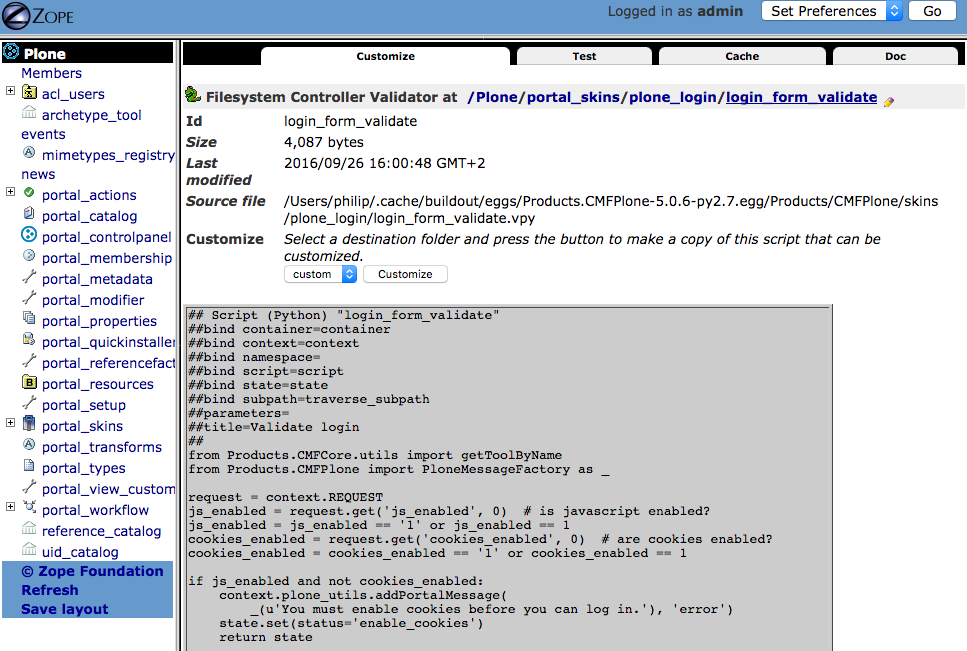 ZOPE
Logged in as admin
Set Preferences
Go
Plone
Members
acl_users
archetype_tool
events
mimetypes_registry
news
portal_actions
portal_catalog
portal_controlpanel
portal_membership
portal_metadata
portal_modifier
portal_properties
portal_quickinstaller
portal_referencefact
portal_resources
portal_setup
portal_skins
portal_transforms
portal_types
portal_view_custom
portal_workflow
reference_catalog
uid_catalog
© Zope Foundation
Refresh
Save layout
Customize
Test
Cache
Doc
Filesystem Controller Validator at /Plone/portal_skins/plone_login/login_form_validate
Id login_form_validate
Size 4,087 bytes
Last 2016/09/26 16:00:48 GMT+2
modified
Source file /Users/philip/.cache/buildout/eggs/Products.CMFPlone-5.0.6-py2.7.egg/Products/CMFPlone/skins
/plone_login/login_form_validate.vpy
Customize Select a destination folder and press the button to make a copy of this script that can be
customized.
custom Customize
## Script (Python) "login_form_validate"
##bind container=container
##bind context=context
##bind namespace=
##bind script=script
##bind state=state
##bind subpath=traverse_subpath
##parameters=
##title=Validate login
##
from Products.CMFCore.utils import getToolByName
from Products.CMFPlone import PloneMessageFactory as _
request = context.REQUEST
js_enabled = request.get('js_enabled', 0)  # is javascript enabled?
js_enabled = js_enabled == '1' or js_enabled == 1
cookies_enabled = request.get('cookies_enabled', 0)  # are cookies enabled?
cookies_enabled = cookies_enabled == '1' or cookies_enabled == 1
if js_enabled and not cookies_enabled:
    context.plone_utils.addPortalMessage(
        _(u'You must enable cookies before you can log in.'), 'error')
    state.set(status='enable_cookies')
    return state